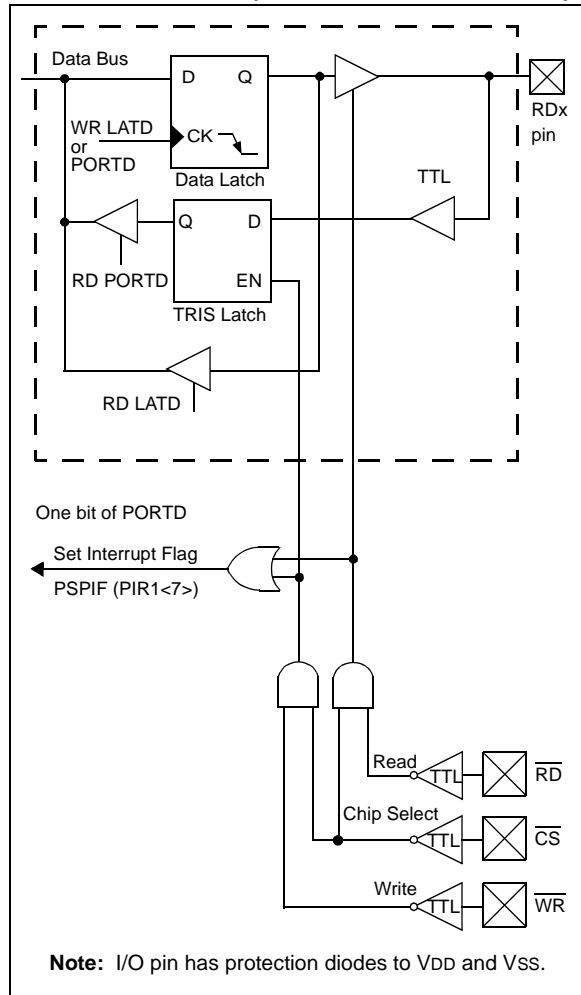 Data Bus
D Q
RDx
pin
WR LATD
or
PORTD
CK
Data Latch
TTL
Q D
RD PORTD
EN
TRIS Latch
RD LATD
One bit of PORTD
Set Interrupt Flag
PSPIF (PIR1<7>)
Read
TTL
RD
Chip Select
TTL
CS
Write
TTL
WR
Note: I/O pin has protection diodes to VDD and VSS.